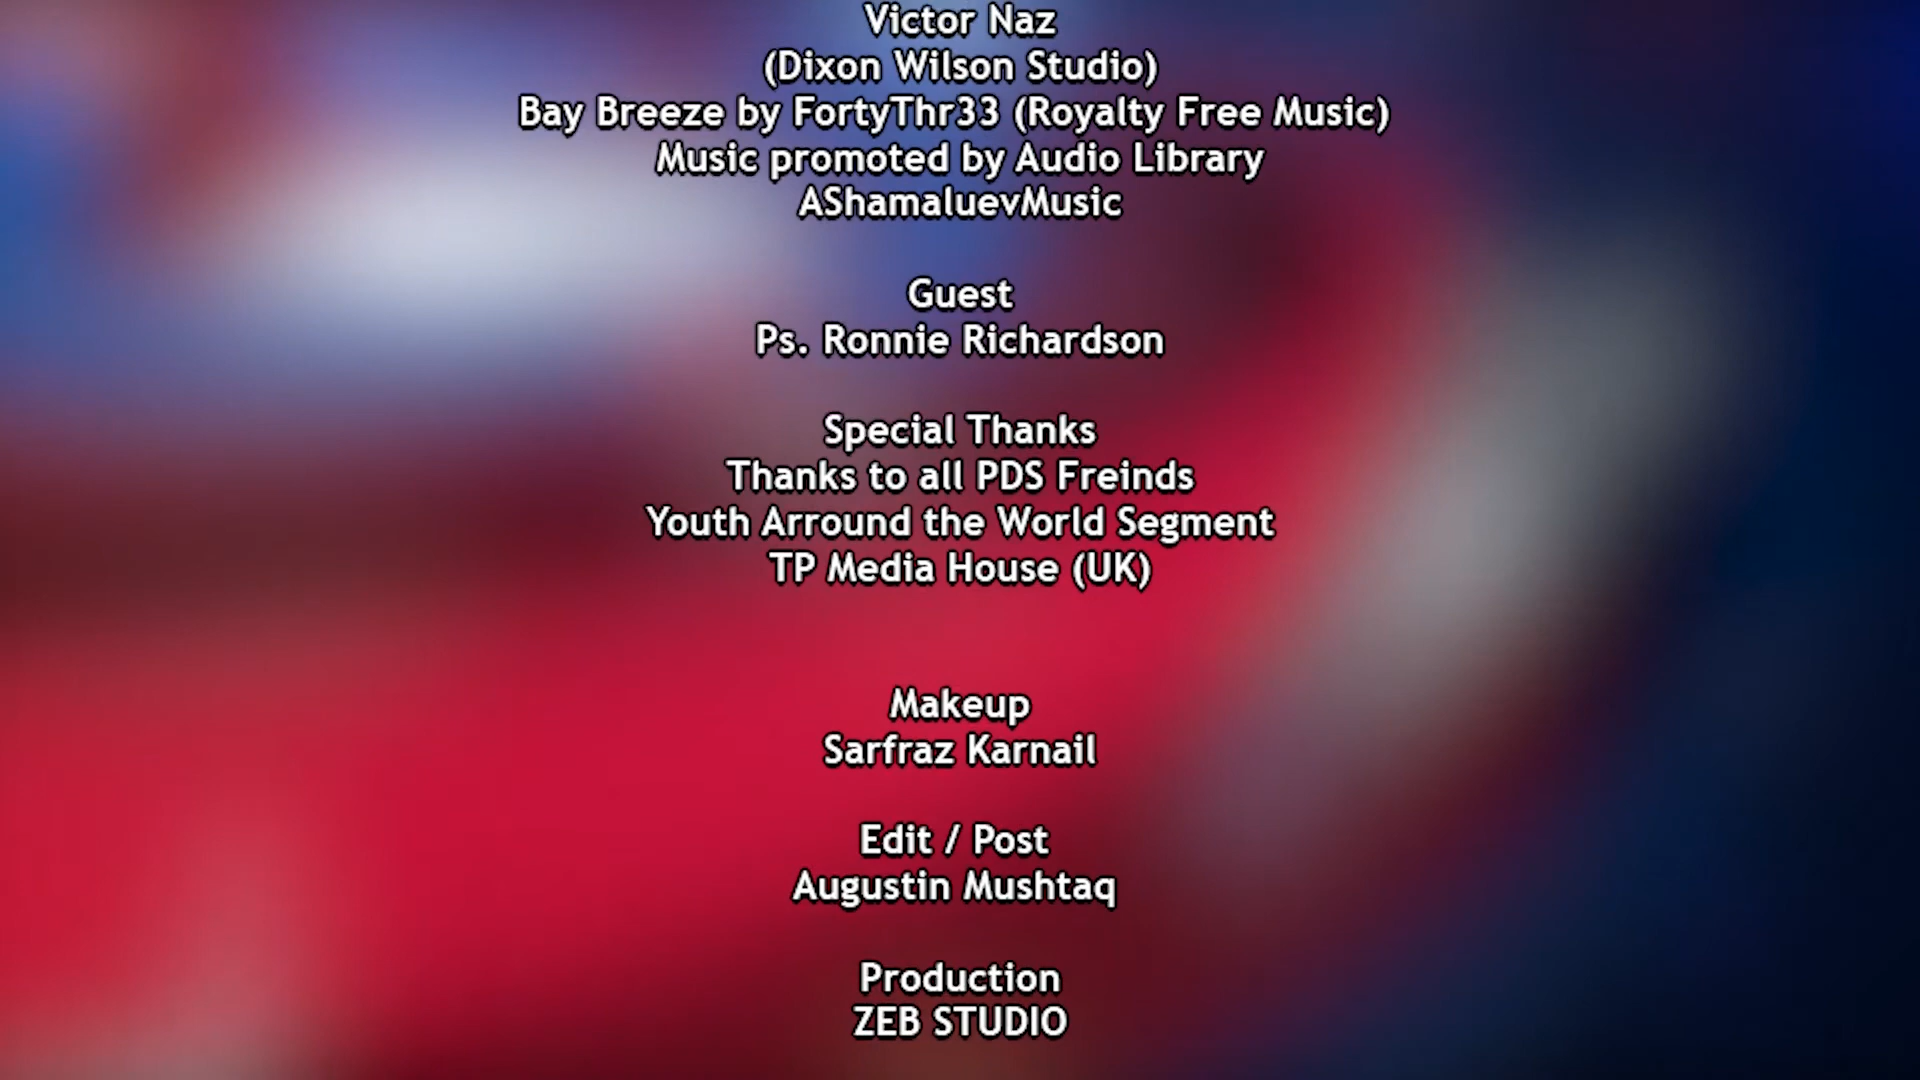 Victor Naz
(Dixon Wilson Studio)
Bay Breeze by FortyThr33 (Royalty Free Music)
Music promoted by Audio Library
AShamaluevMusic
Guest
Ps. Ronnie Richardson
Special Thanks
Thanks to all PDS Freinds
Youth Arround the World Segment
TP Media House (UK)
Makeup
Sarfraz Karnail
Edit / Post
Augustin Mushtaq
Production
ZEB STUDIO